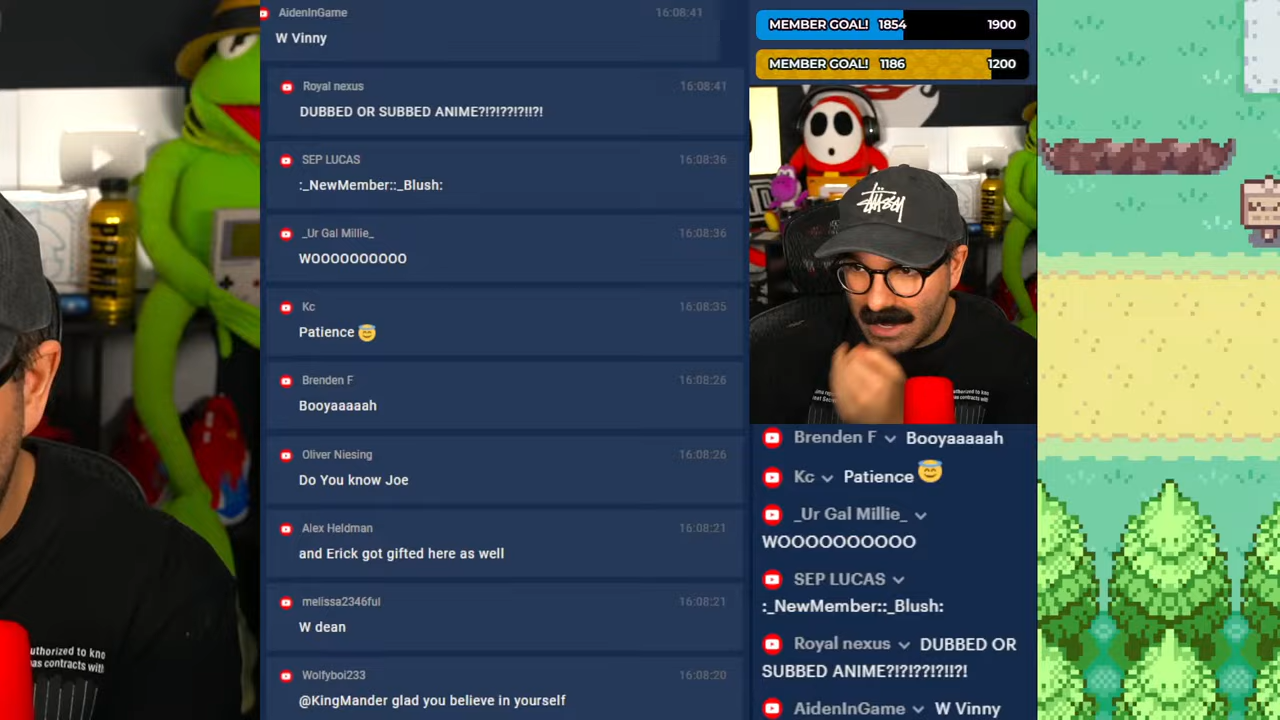 AidenInGame 16:08:41
W Vinny
Royal nexus 16:08:41
DUBBED OR SUBBED ANIME?!?!??!?!!?!
SEP LUCAS 16:08:36
:_NewMember::_Blush:
_Ur Gal Millie_ 16:08:36
WOOOOOOOOOO
Kc 16:08:35
Patience 😇
Brenden F 16:08:26
Booyaaaaah
Oliver Niesing 16:08:26
Do You know Joe
Alex Heldman 16:08:21
and Erick got gifted here as well
melissa2346ful 16:08:21
W dean
Wolfyboi233 16:08:20
@KingMander glad you believe in yourself
MEMBER GOAL! 1854 1900
MEMBER GOAL! 1186 1200
Brenden F Booyaaaaah
Kc Patience 😇
_Ur Gal Millie_
WOOOOOOOOOO
SEP LUCAS
:_NewMember::_Blush:
Royal nexus DUBBED OR
SUBBED ANIME?!?!??!?!!?!
AidenInGame W Vinny